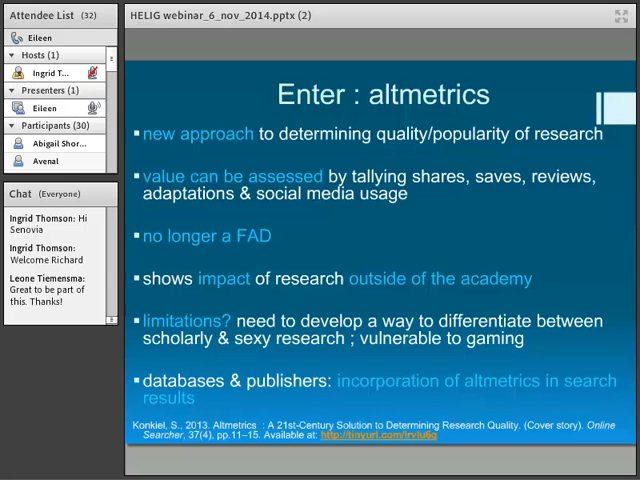 Attendee List (32)
Eileen
Hosts (1)
Ingrid T...
Presenters (1)
Eileen
Participants (30)
Abigail Shor...
Avenal
Chat (Everyone)
Ingrid Thomson: Hi
Senovia
Ingrid Thomson:
Welcome Richard
Leone Tiemensma:
Great to be part
of this. Thanks!
HELIG webinar_6_nov_2014.pptx (2)
Enter : altmetrics
▪new approach to determining quality/popularity of research
▪value can be assessed by tallying shares, saves, reviews,
adaptations & social media usage
▪no longer a FAD
▪shows impact of research outside of the academy
▪limitations? need to develop a way to differentiate between
scholarly & sexy research ; vulnerable to gaming
▪databases & publishers: incorporation of altmetrics in search
results
Konkiel, S., 2013. Altmetrics : A 21st-Century Solution to Determining Research Quality. (Cover story). Online
Searcher, 37(4), pp.11–15. Available at: